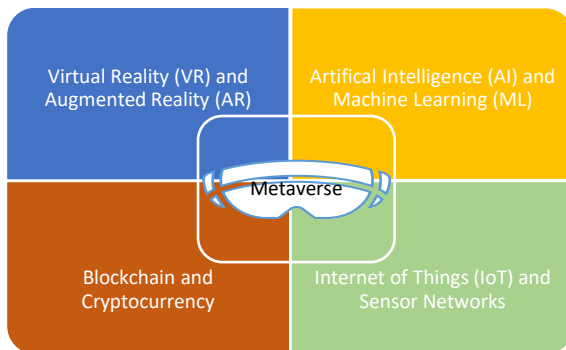 Virtual Reality (VR) and
Augmented Reality (AR)
Artifical Intelligence (AI) and
Machine Learning (ML)
Metaverse
Blockchain and
Cryptocurrency
Internet of Things (IoT) and
Sensor Networks